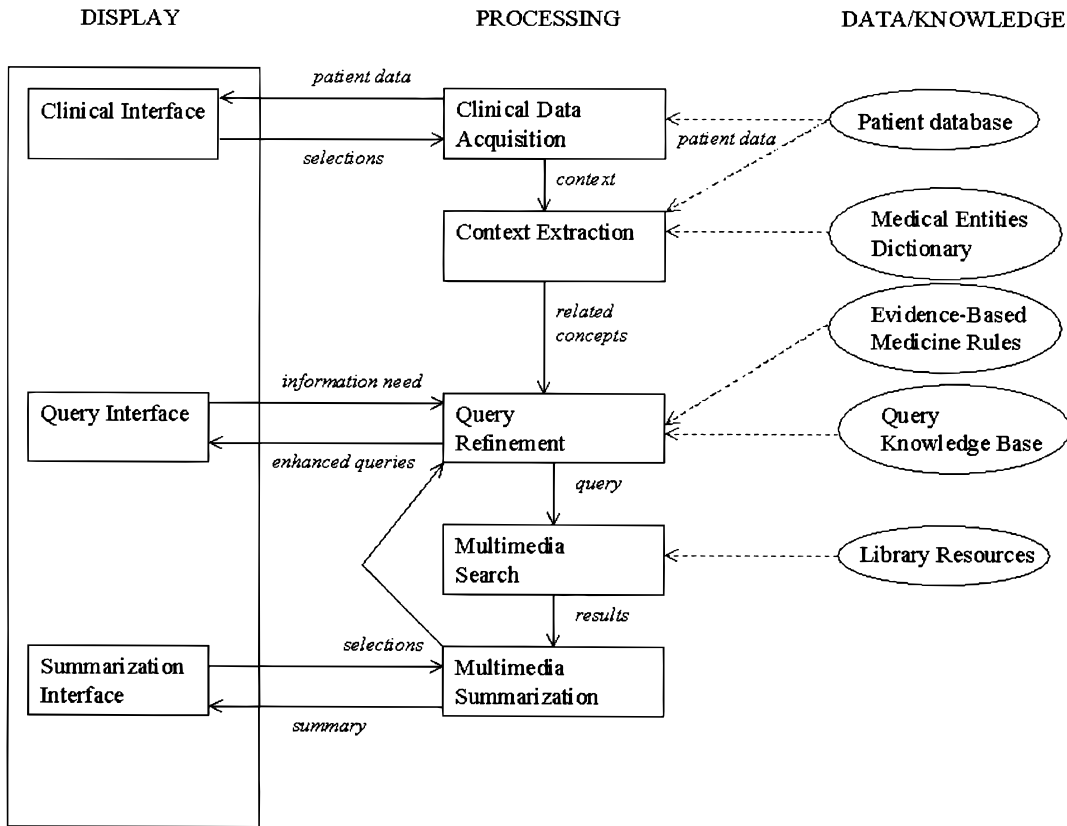 DISPLAY
PROCESSING
DATA/KNOWLEDGE
patient data
Clinical Interface
selections
Clinical Data
Acquisition
patient data
Patient database
context
Context Extraction
Medical Entities
Dictionary
related
concepts
Evidence-Based
Medicine Rules
information need
Query Interface
enhanced queries
Query
Refinement
Query
Knowledge Base
query
Multimedia
Search
Library Resources
results
selections
Summarization
Interface
summary
Multimedia
Summarization